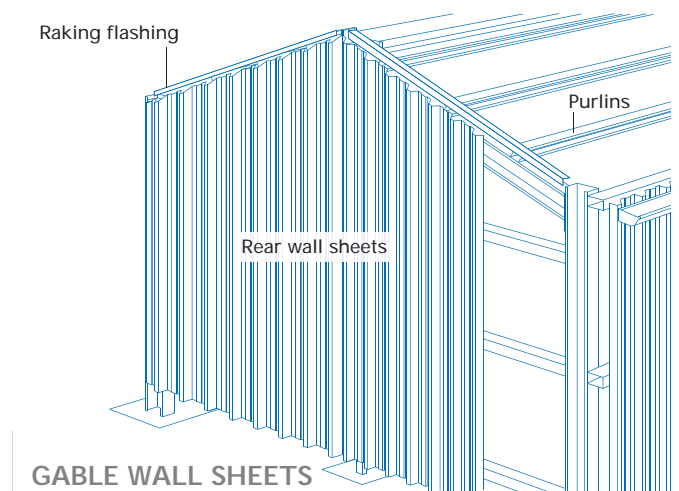 Raking flashing
Purlins
Rear wall sheets
GABLE WALL SHEETS